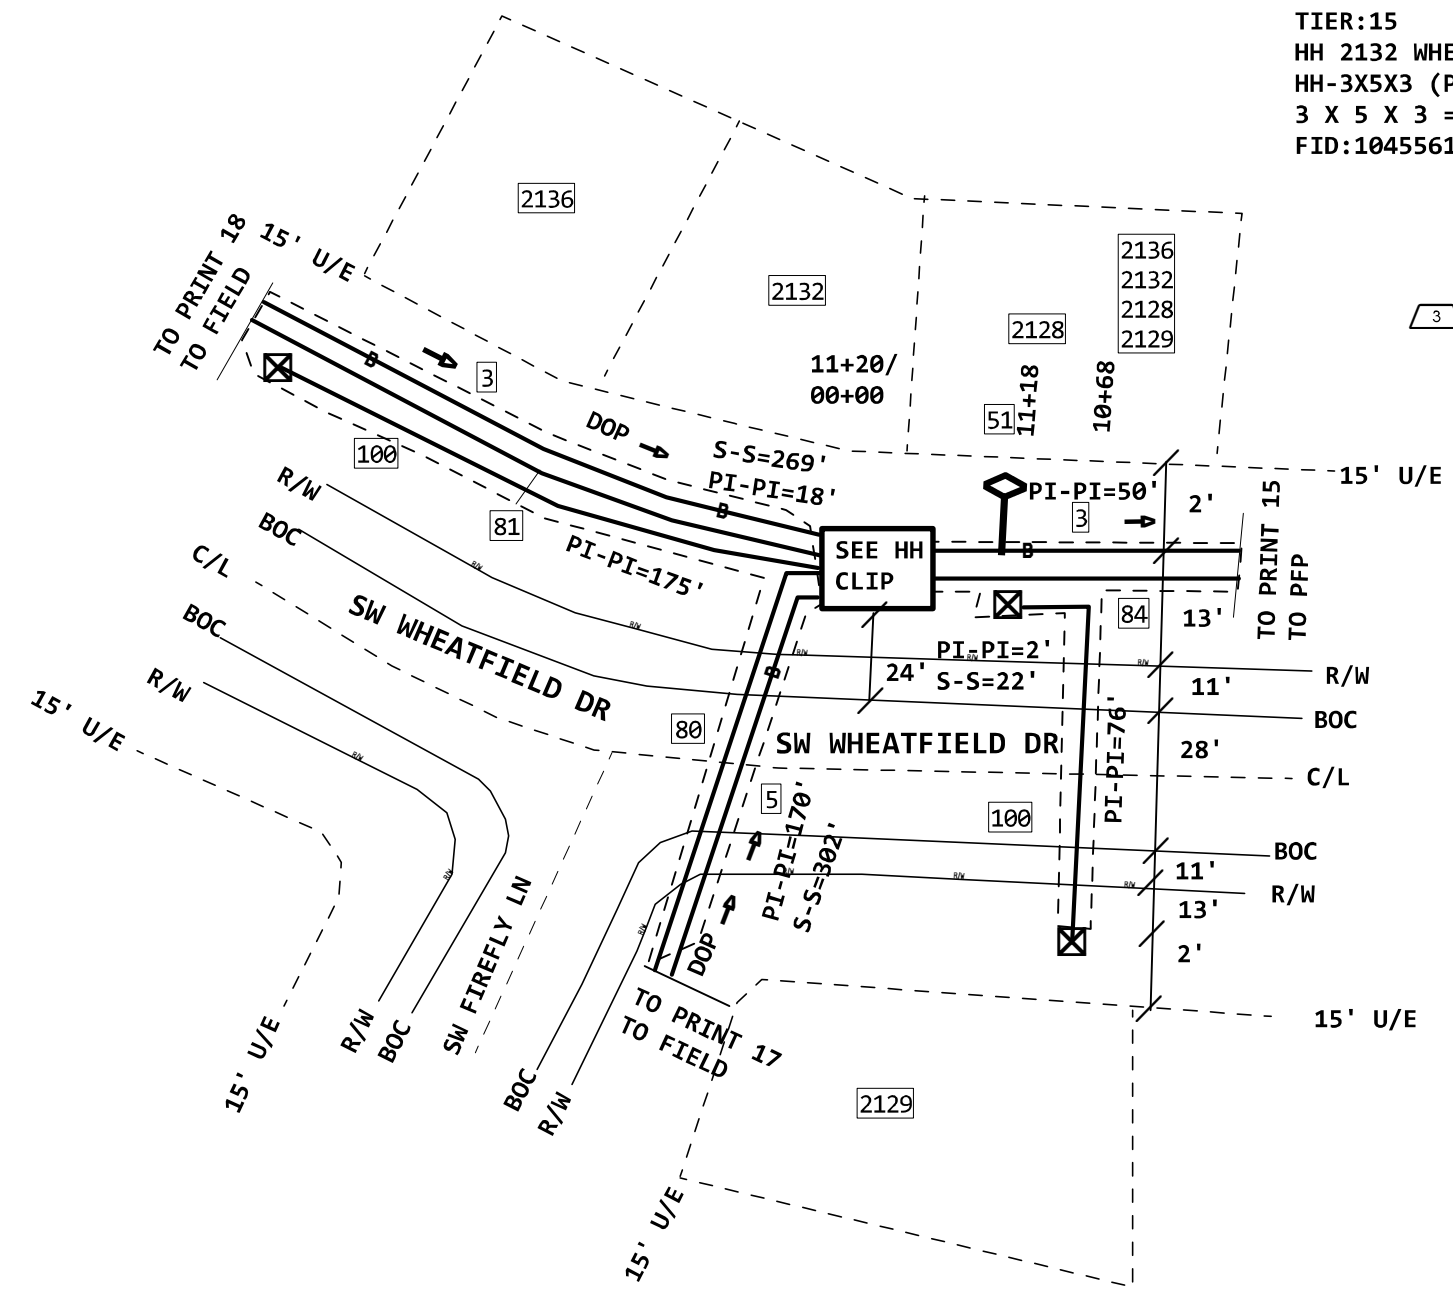 TIER:15
HH 2132 WHE
HH-3X5X3 (P
3 X 5 X 3 =
FID:1045561
2136
2132
2128
2136
2132
2128
2129
3
TO PRINT 18
TO FIELD
15' U/E
B
3
100
DOP
S-S=269'
PI-PI=18'
B
81
PI-PI=175'
11+20/
00+00
51
11+18
10+68
15' U/E
PI-PI=50'
3
2'
B
TO PRINT 15
TO PFP
SEE HH
CLIP
84
13'
R/W
BOC
C/L
BOC
R/W
15' U/E
R/W
R/W
R/W
SW WHEATFIELD DR
24'
PI-PI=2'
S-S=22'
R/W
R/W
R/W
R/W
11'
BOC
B
80
SW WHEATFIELD DR
PI-PI=76'
28'
C/L
5
PI-PI=170'
S-S=302'
100
BOC
11'
R/W
R/W
R/W
R/W
R/W
R/W
13'
2'
DOP
SW FIREFLY LN
TO PRINT 17
TO FIELD
15' U/E
15' U/E
R/W
BOC
BOC
R/W
2129
15' U/E